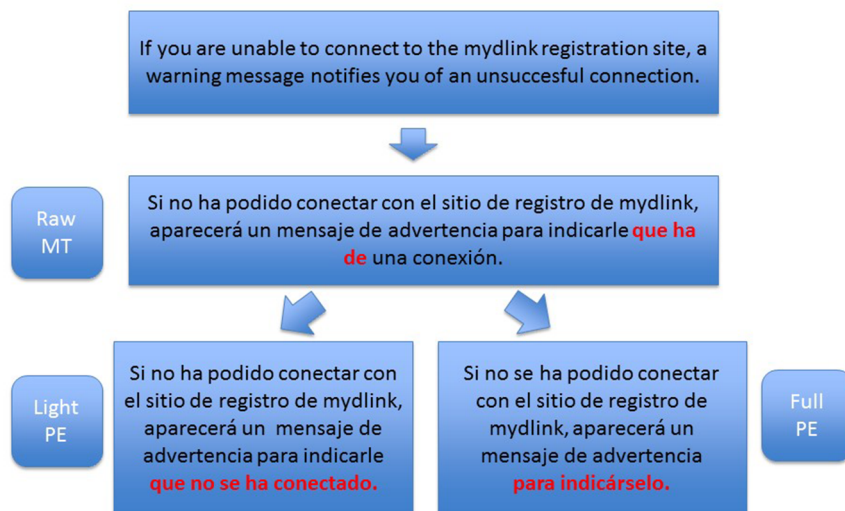 If you are unable to connect to the mydlink registration site, a
warning message notifies you of an unsuccesful connection.
Raw
MT
Si no ha podido conectar con el sitio de registro de mydlink,
aparecerá un mensaje de advertencia para indicarle que ha
de una conexión.
Light
PE
Si no ha podido conectar con
el sitio de registro de mydlink,
aparecerá un mensaje de
advertencia para indicarle
que no se ha conectado.
Si no se ha podido conectar
con el sitio de registro de
mydlink, aparecerá un
mensaje de advertencia
para indicárselo.
Full
PE